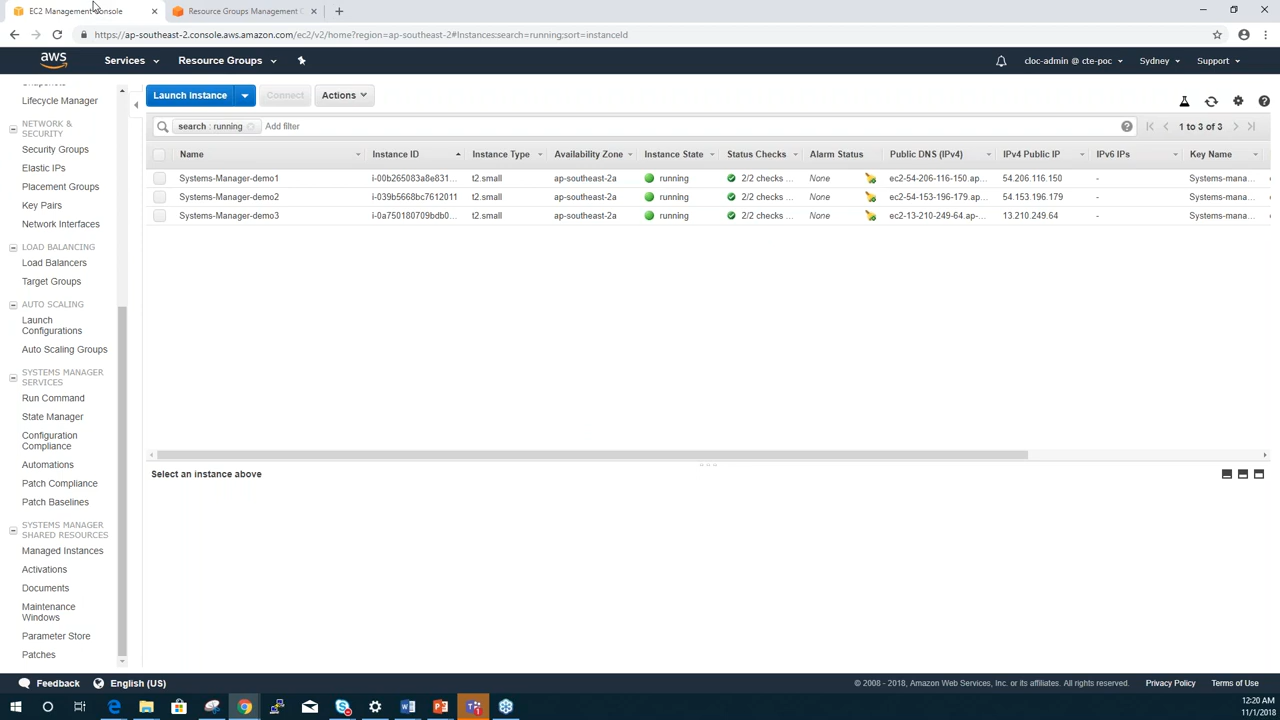 EC2 Management Console
Resource Groups Management C
https://ap-southeast-2.console.aws.amazon.com/ec2/v2/home?region=ap-southeast-2#Instances:search=running;sort=instanceId
aws Services Resource Groups cloc-admin @ cte-poc Sydney Support
Lifecycle Manager
NETWORK &
SECURITY
Security Groups
Elastic IPs
Placement Groups
Key Pairs
Network Interfaces
LOAD BALANCING
Load Balancers
Target Groups
AUTO SCALING
Launch
Configurations
Auto Scaling Groups
SYSTEMS MANAGER
SERVICES
Run Command
State Manager
Configuration
Compliance
Automations
Patch Compliance
Patch Baselines
SYSTEMS MANAGER
SHARED RESOURCES
Managed Instances
Activations
Documents
Maintenance
Windows
Parameter Store
Patches
Launch Instance Connect Actions
search : running Add filter 1 to 3 of 3
Name Instance ID Instance Type Availability Zone Instance State Status Checks Alarm Status Public DNS (IPv4) IPv4 Public IP IPv6 IPs Key Name
Systems-Manager-demo1 i-00b265083a8e831... t2.small ap-southeast-2a running 2/2 checks ... None ec2-54-206-116-150.ap... 54.206.116.150 - Systems-mana...
Systems-Manager-demo2 i-039b5668bc7612011 t2.small ap-southeast-2a running 2/2 checks ... None ec2-54-153-196-179.ap... 54.153.196.179 - Systems-mana...
Systems-Manager-demo3 i-0a750180709bdb0... t2.small ap-southeast-2a running 2/2 checks ... None ec2-13-210-249-64.ap-... 13.210.249.64 - Systems-mana...
Select an instance above
Feedback English (US) © 2008 - 2018, Amazon Web Services, Inc. or its affiliates. All rights reserved. Privacy Policy Terms of Use
12:20 AM
11/1/2018